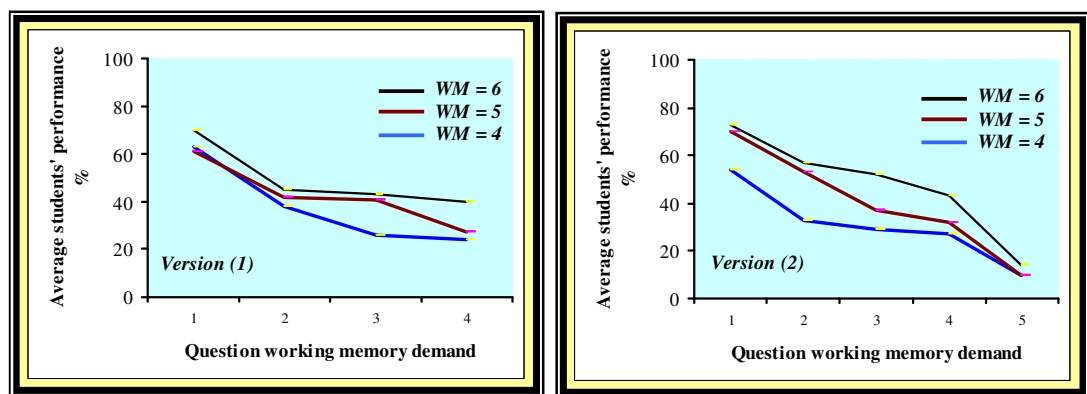 Average students' performance
%
100
80
60
40
20
0
WM = 6
WM = 5
WM = 4
Version (1)
1 2 3 4
Question working memory demand
Average students' performance
%
100
80
60
40
20
0
WM = 6
WM = 5
WM = 4
Version (2)
1 2 3 4 5
Question working memory demand